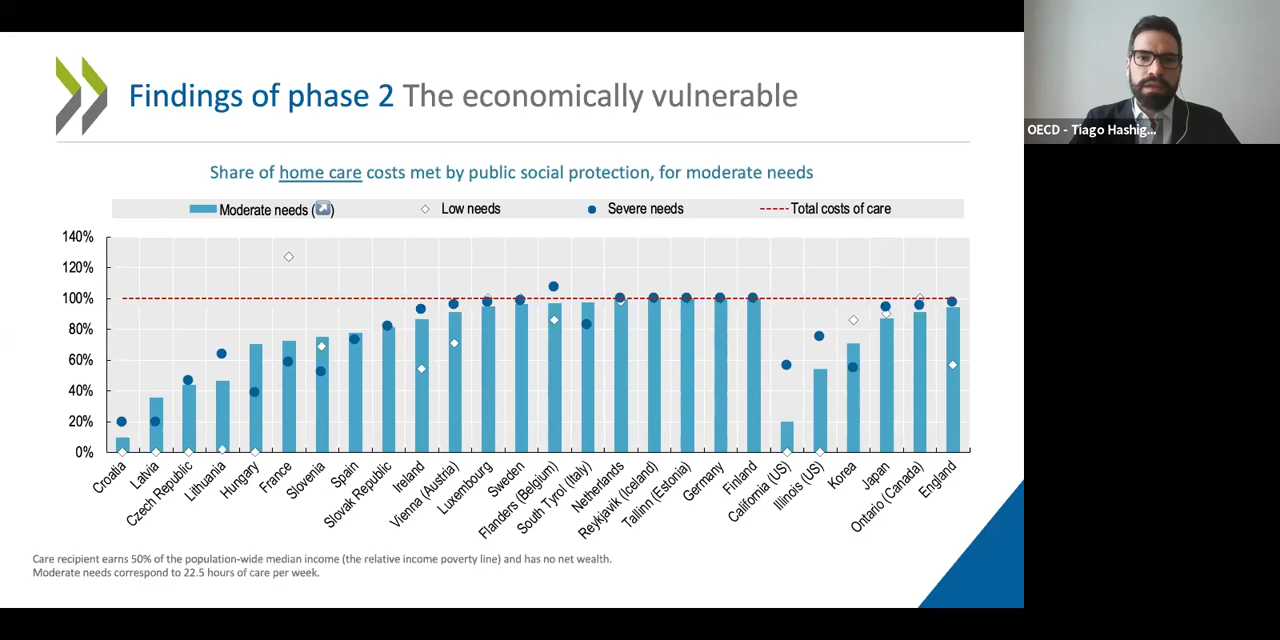 Findings of phase 2 The economically vulnerable
OECD - Tiago Hashig...
Share of home care costs met by public social protection, for moderate needs
Moderate needs (↗) Low needs Severe needs Total costs of care
140%
120%
100%
80%
60%
40%
20%
0%
Croatia
Latvia
Czech Republic
Lithuania
Hungary
France
Slovenia
Spain
Slovak Republic
Ireland
Vienna (Austria)
Luxembourg
Sweden
Flanders (Belgium)
South Tyrol (Italy)
Netherlands
Reykjavik (Iceland)
Tallinn (Estonia)
Germany
Finland
California (US)
Illinois (US)
Korea
Japan
Ontario (Canada)
England
Care recipient earns 50% of the population-wide median income (the relative income poverty line) and has no net wealth.
Moderate needs correspond to 22.5 hours of care per week.